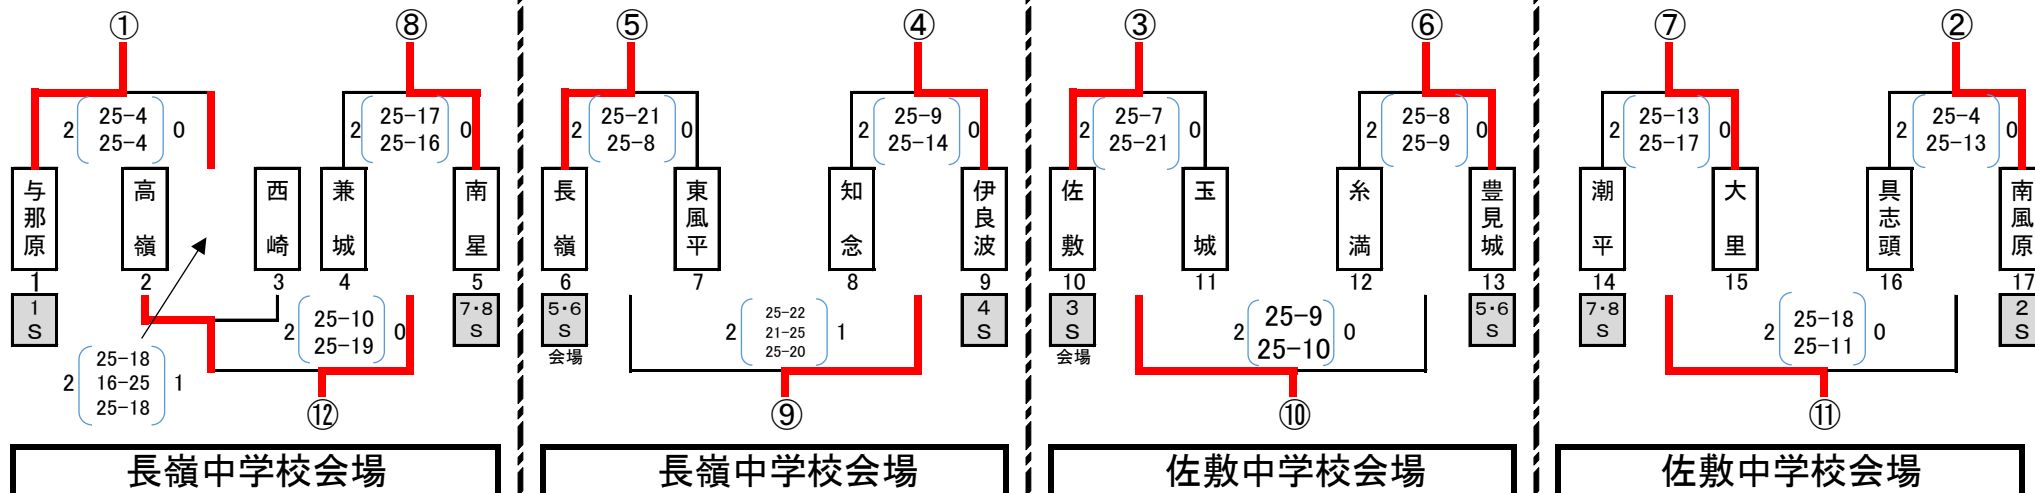 ① ⑧ ⑤ ④ ③ ⑥ ⑦ ②
2 25-4 0
25-4
2 25-17 0
25-16
2 25-21 0
25-8
2 25-9 0
25-14
2 25-7 0
25-21
2 25-8 0
25-9
2 25-13 0
25-17
2 25-4 0
25-13
与那原
1
1
S
高嶺
2
西崎
3
兼城
4
南星
5
7・8
S
長嶺
6
5・6
S
会場
東風平
7
知念
8
伊良波
9
4
S
佐敷
10
3
S
会場
玉城
11
糸満
12
豊見城
13
5・6
S
潮平
14
7・8
S
大里
15
具志頭
16
南風原
17
2
S
2 25-18 1
16-25
25-18
2 25-10 0
25-19
2 25-22 1
21-25
25-20
2 25-9 0
25-10
2 25-18 0
25-11
⑫ ⑨ ⑩ ⑪
長嶺中学校会場
長嶺中学校会場
佐敷中学校会場
佐敷中学校会場